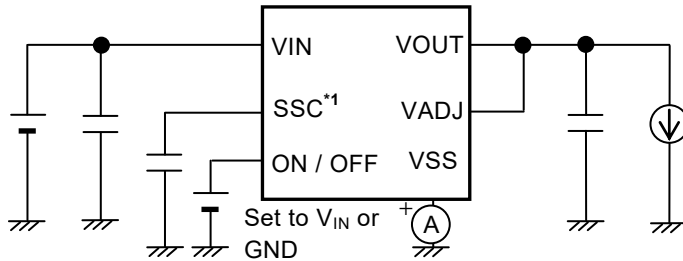 VIN
VOUT
SSC*1
VADJ
ON / OFF
VSS
Set to VIN or
GND
+
A